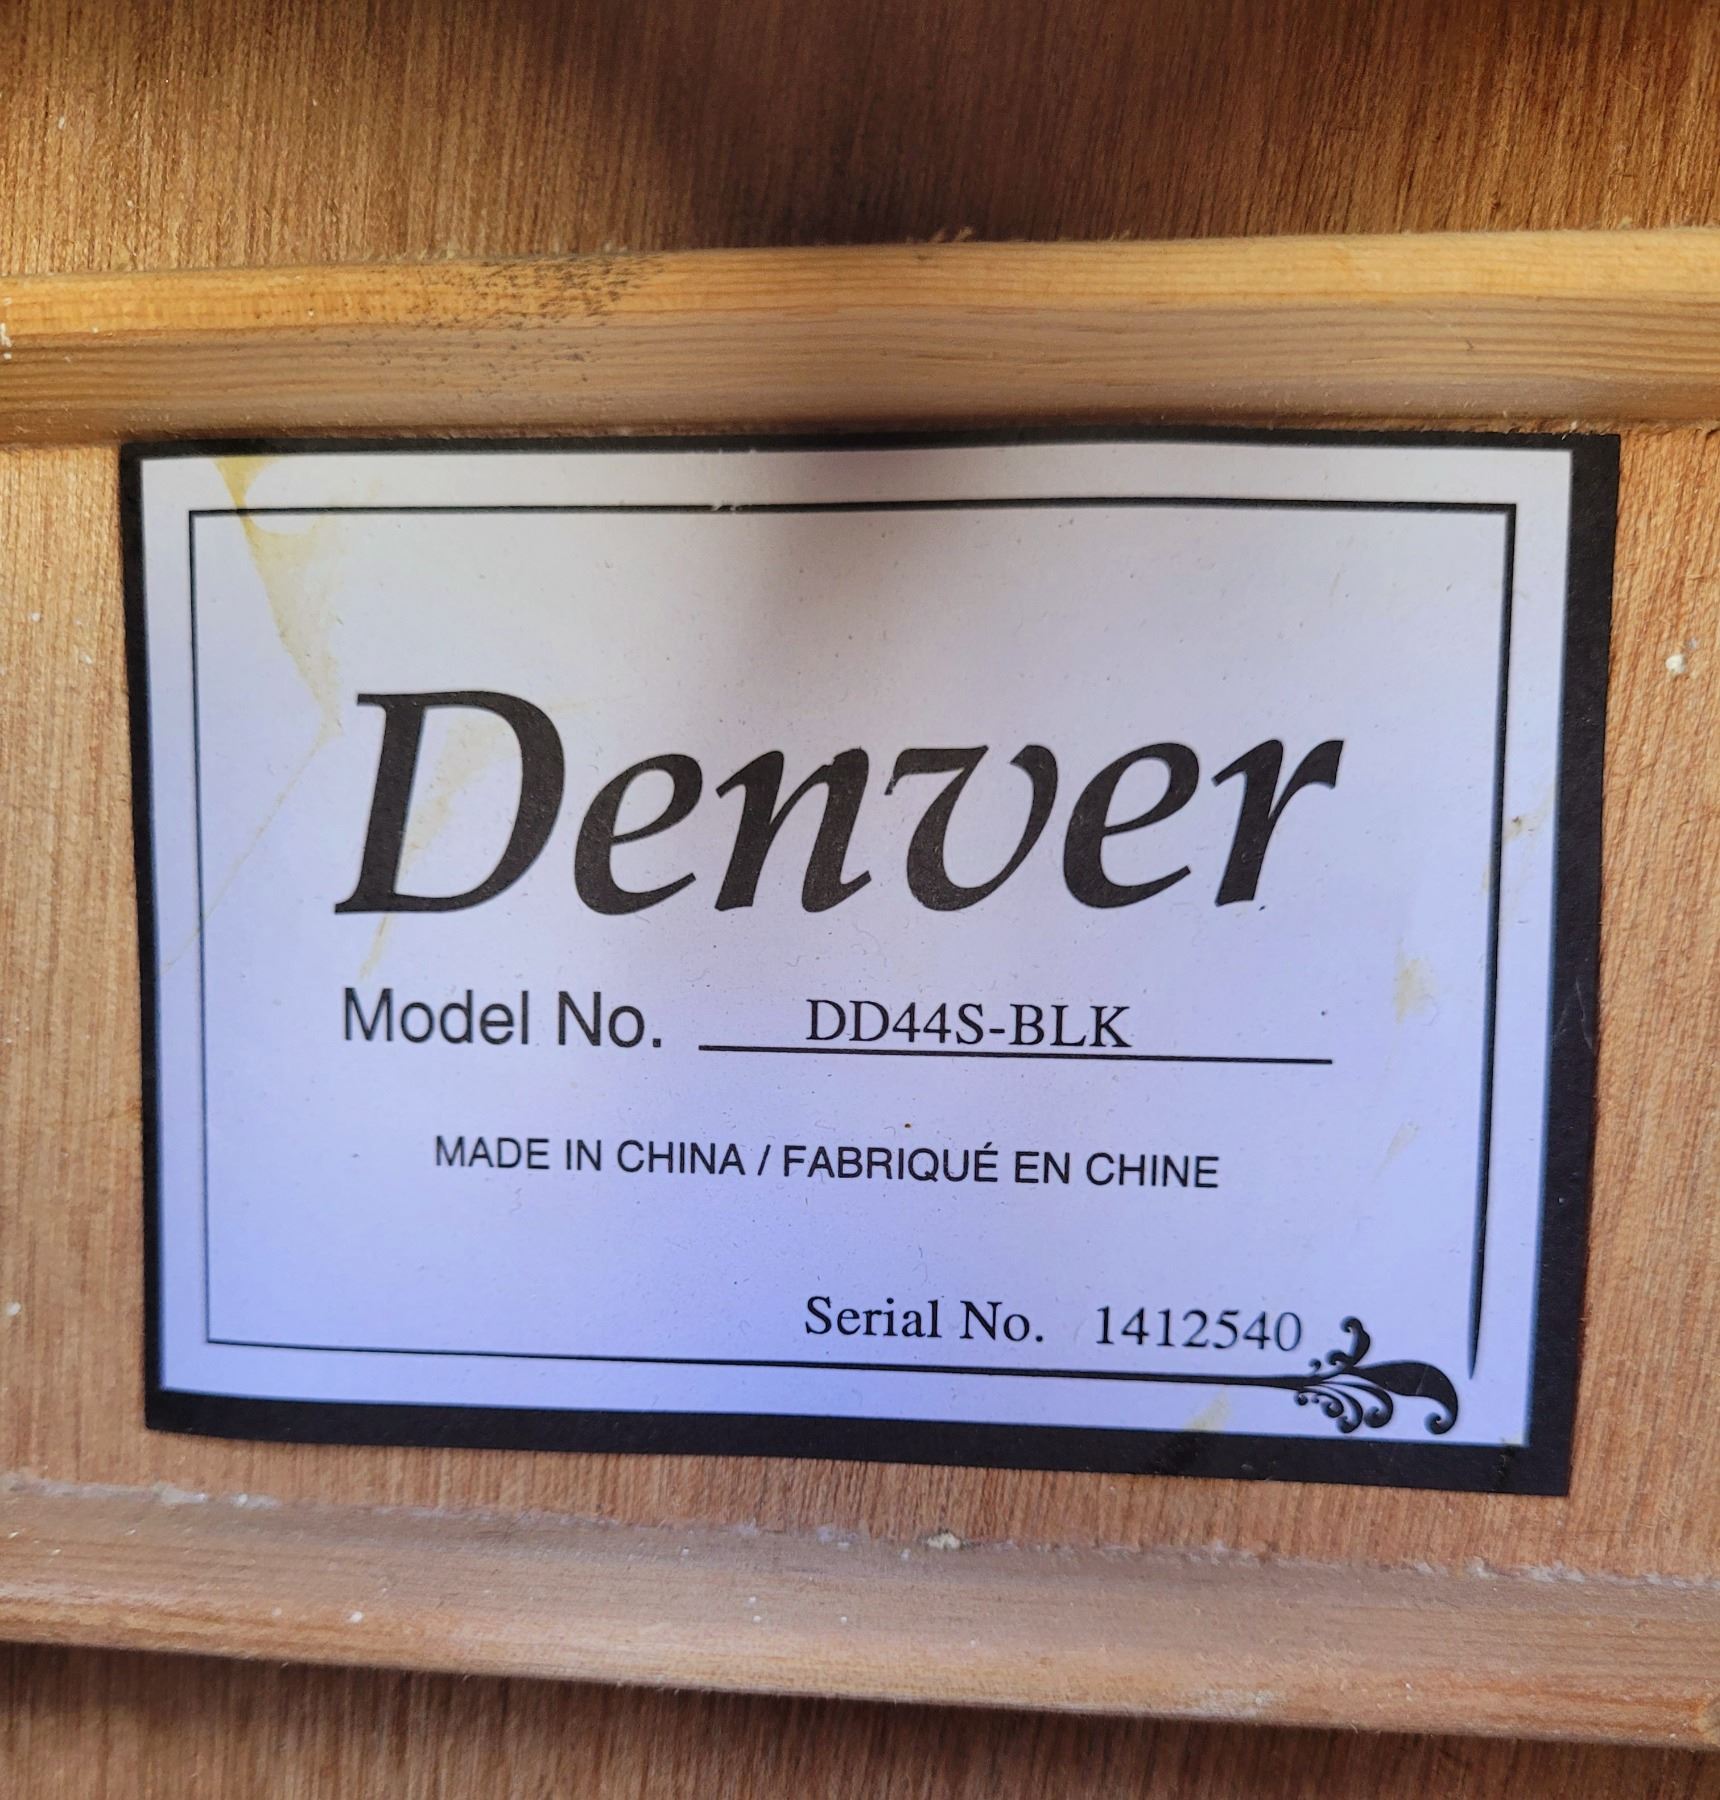 Denver
Model No. DD44S-BLK
MADE IN CHINA / FABRIQUÉ EN CHINE
Serial No. 1412540